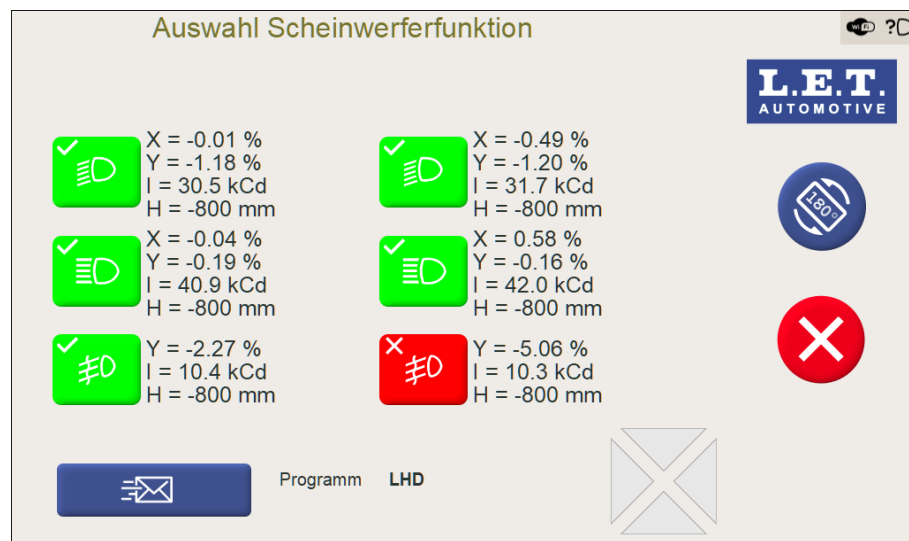 Auswahl Scheinwerferfunktion
WiFi ?
L.E.T.
AUTOMOTIVE
X = -0.01 %
Y = -1.18 %
I = 30.5 kCd
H = -800 mm
X = -0.49 %
Y = -1.20 %
I = 31.7 kCd
H = -800 mm
180°
X = -0.04 %
Y = -0.19 %
I = 40.9 kCd
H = -800 mm
X = 0.58 %
Y = -0.16 %
I = 42.0 kCd
H = -800 mm
Y = -2.27 %
I = 10.4 kCd
H = -800 mm
Y = -5.06 %
I = 10.3 kCd
H = -800 mm
Programm LHD